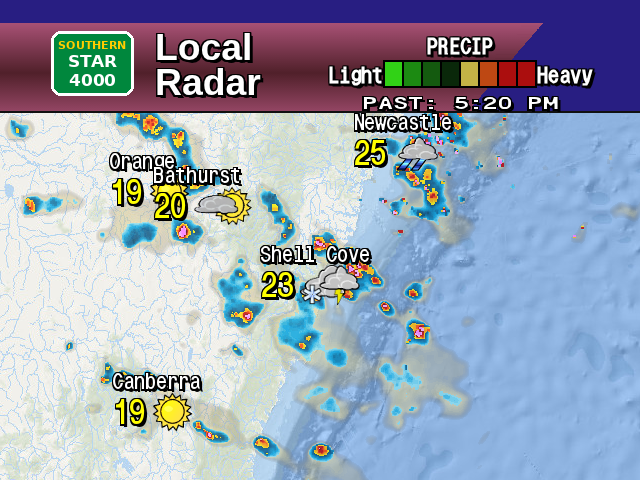 SOUTHERN
STAR
4000
Local
Radar
PRECIP
Light Heavy
PAST: 5:20 PM
Newcastle
25
Orange
19
Bathurst
20
Shell Cove
23
Canberra
19